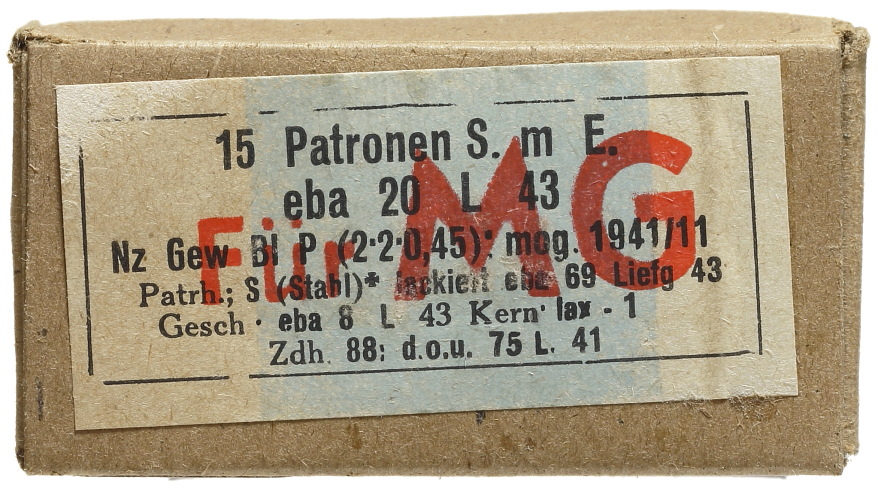 15 Patronen S. m E.
eba 20 L 43
Nz Gew Bl P (2·2·0,45): mog. 1941/11
Patrh.; S (Stahl)* lackiert eba 69 Liefg 43
Gesch · eba 8 L 43 Kern' lax - 1
Zdh. 88: d.o.u. 75 L. 41
Für MG